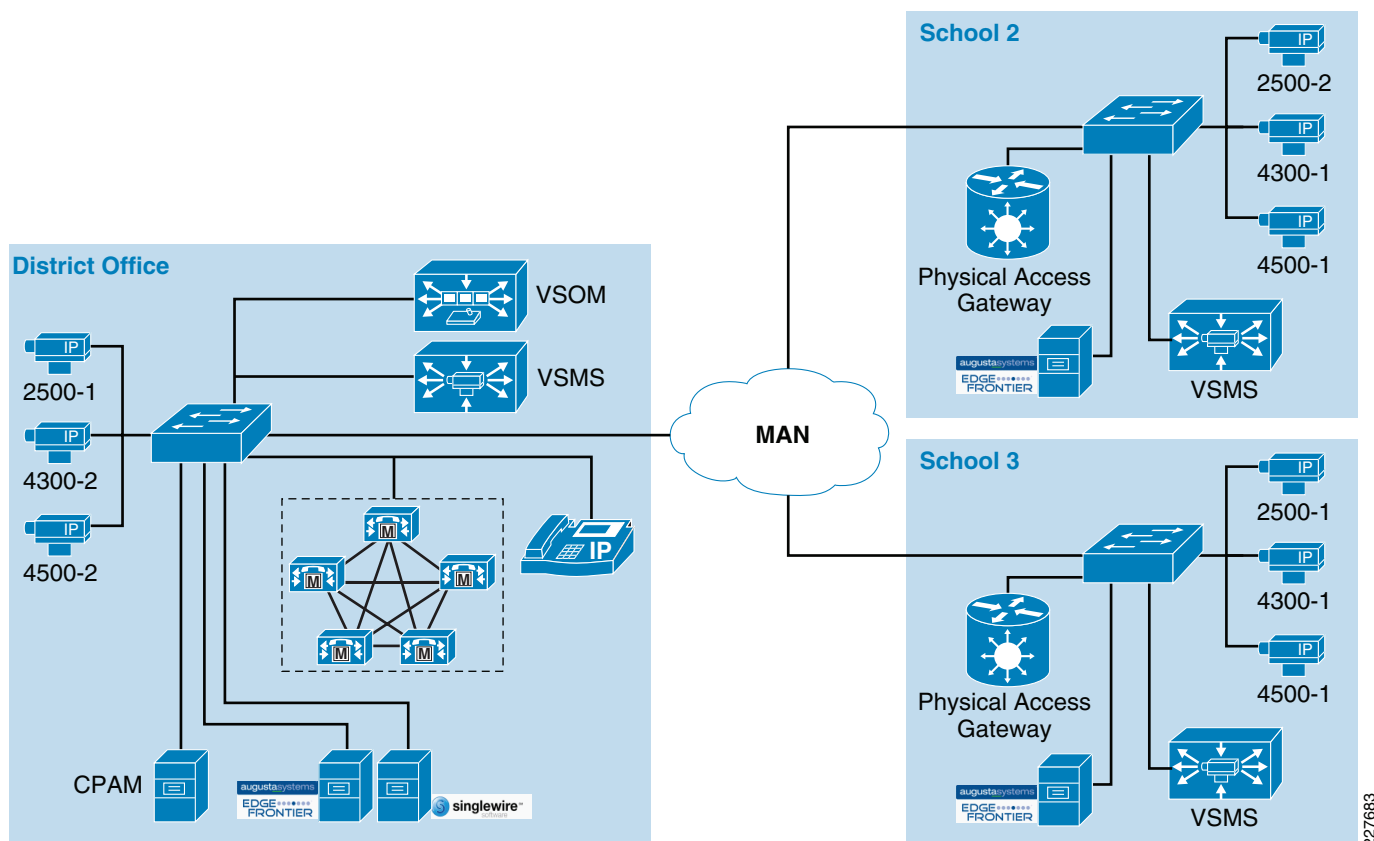 School 2
IP
2500-2
IP
4300-1
IP
4500-1
Physical Access
Gateway
augustasystems
EDGE
FRONTIER
VSMS
District Office
VSOM
VSMS
IP
2500-1
IP
4300-2
IP
4500-2
M
M
M
M
M
IP
CPAM
augustasystems
EDGE
FRONTIER
singlewire™
software
MAN
School 3
IP
2500-1
IP
4300-1
IP
4500-1
Physical Access
Gateway
augustasystems
EDGE
FRONTIER
VSMS
227683